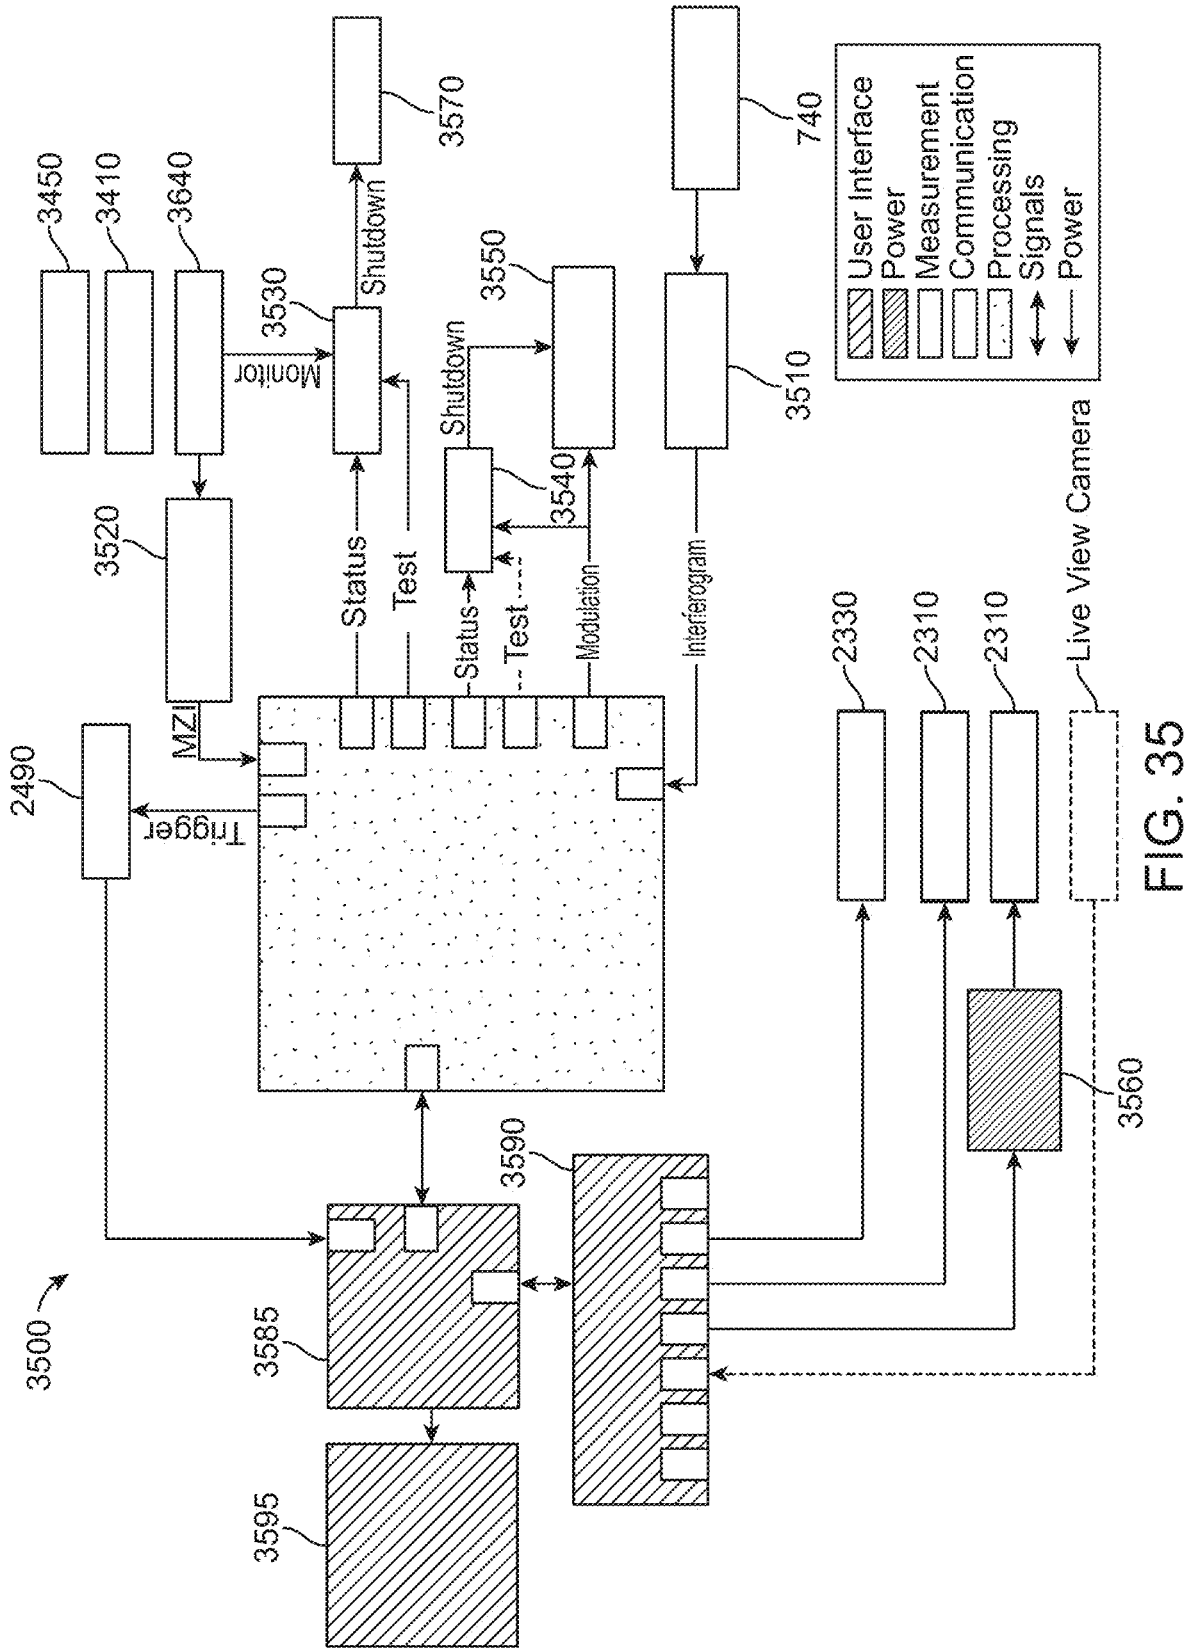 3500
2490
3450
3410
3640
3520
MZI
Trigger
Monitor
3595
3585
3530
Status
Shutdown
Test
3570
3590
Shutdown
3550
Status
Test
3540
Modulation
Interferogram
740
3510
2330
2310
2310
3560
Live View Camera
User Interface
Power
Measurement
Communication
Processing
Signals
Power
FIG. 35